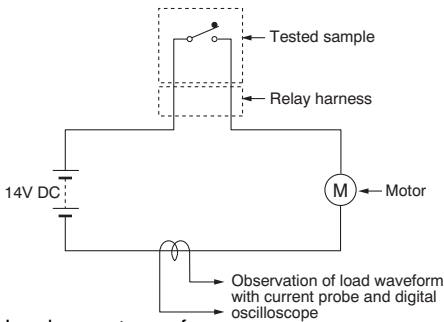 Tested sample
Relay harness
14V DC
M
Motor
Observation of load waveform
with current probe and digital
oscilloscope